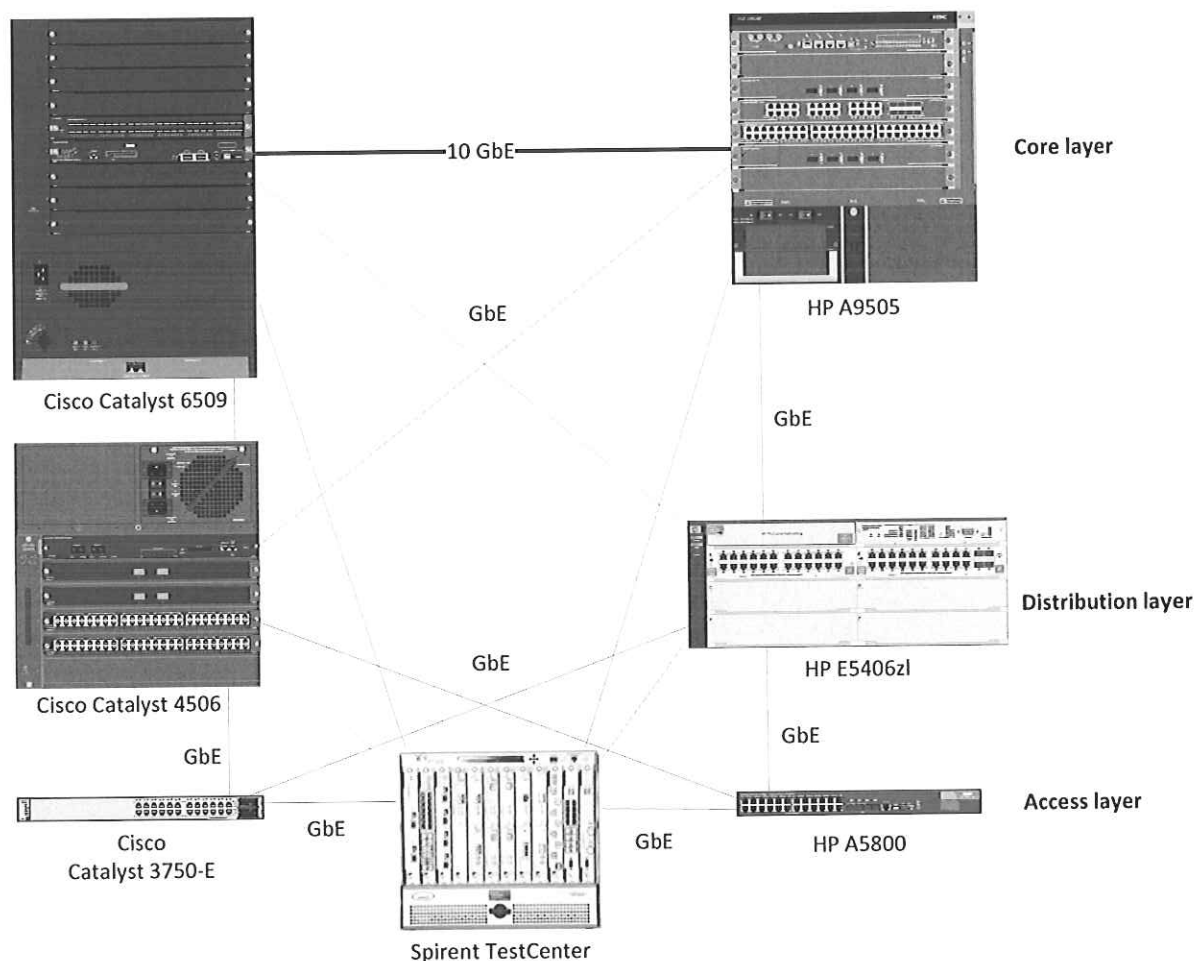 10 GbE
Core layer
HP A9505
GbE
Cisco Catalyst 6509
GbE
Distribution layer
GbE
HP E5406zl
Cisco Catalyst 4506
GbE
GbE
Access layer
GbE
GbE
Cisco
Catalyst 3750-E
HP A5800
Spirent TestCenter